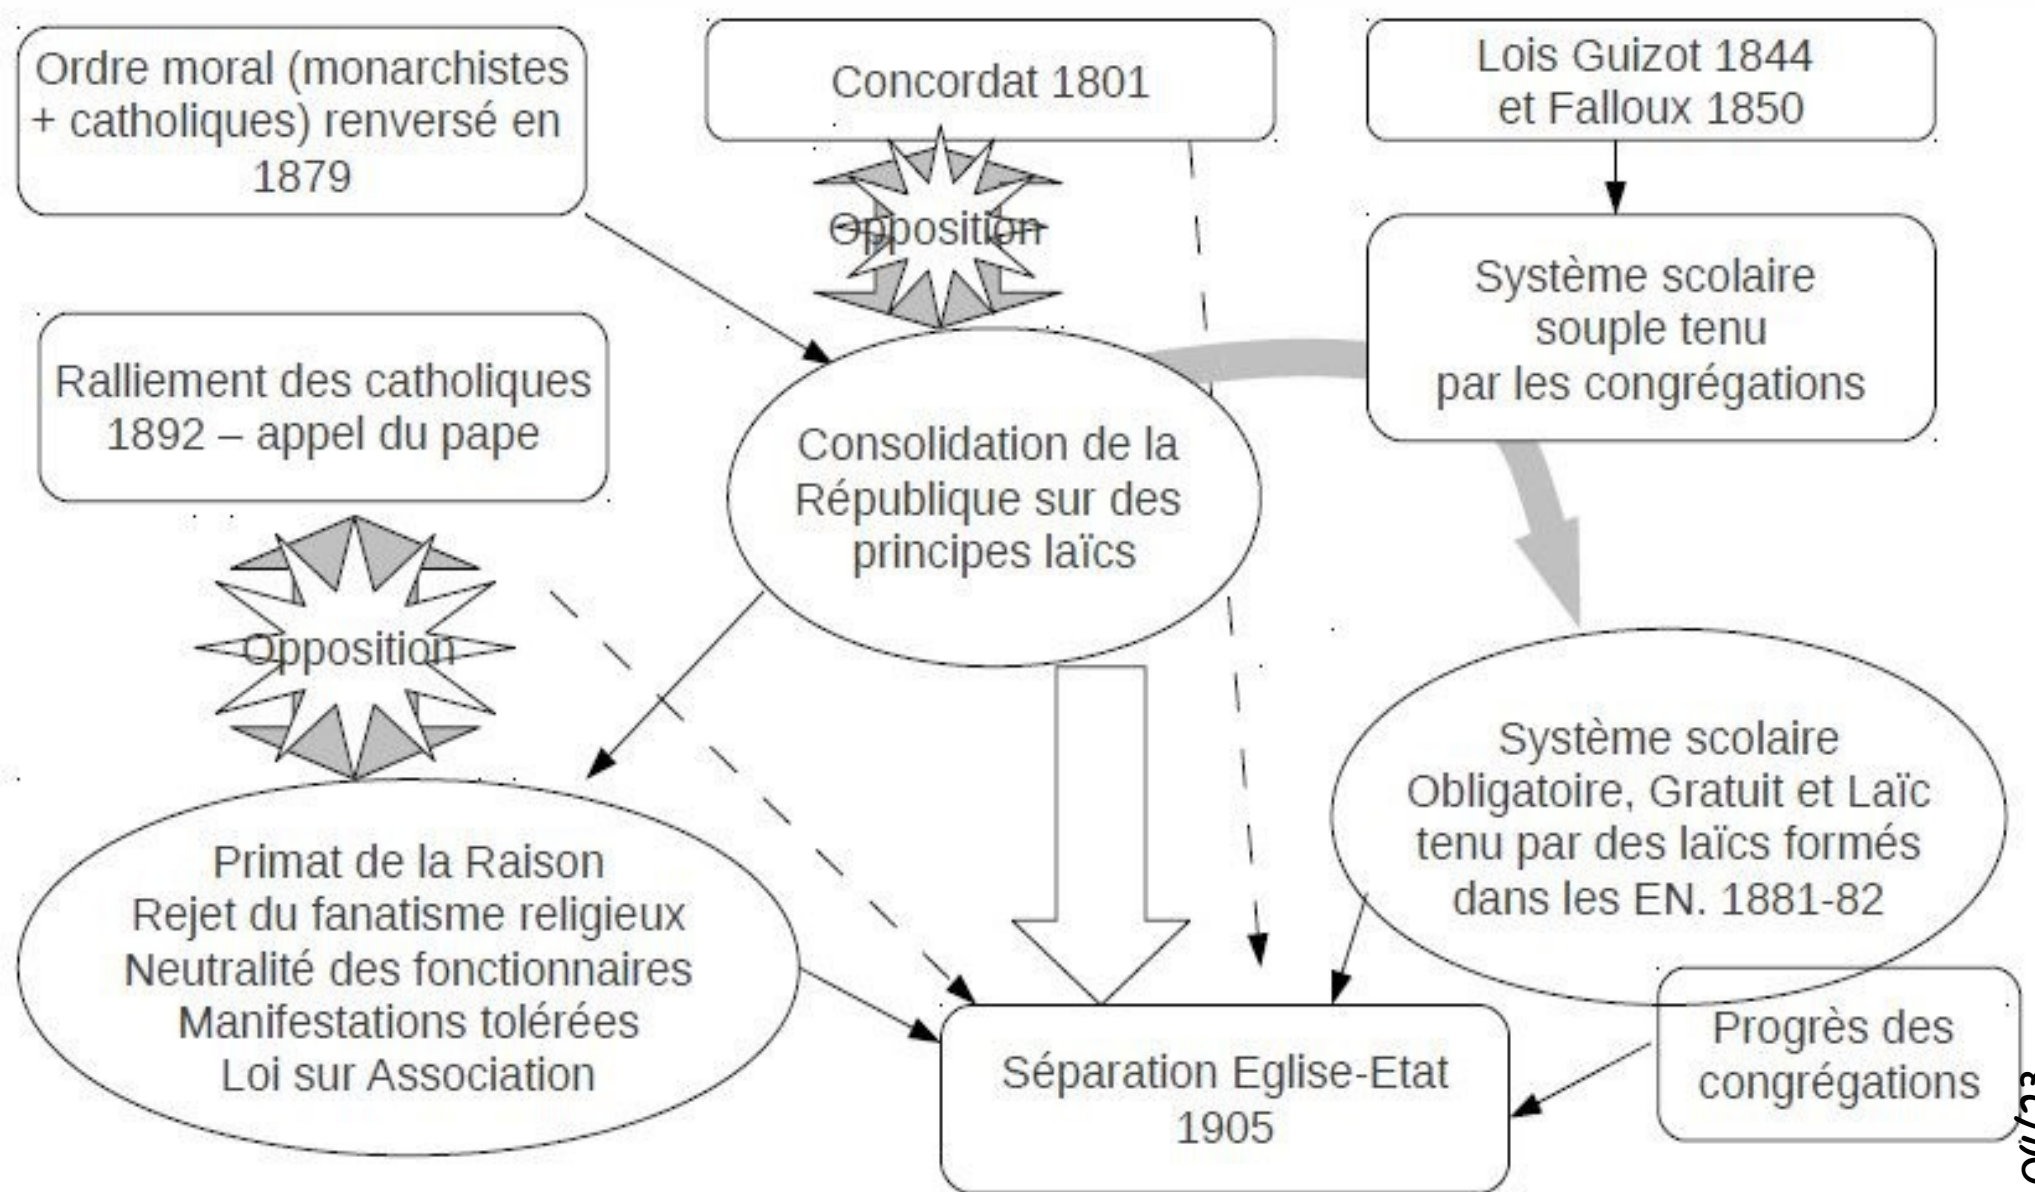 Ordre moral (monarchistes
+ catholiques) renversé en
1879
Concordat 1801
Lois Guizot 1844
et Falloux 1850
Opposition
Système scolaire
souple tenu
par les congrégations
Ralliement des catholiques
1892 – appel du pape
Consolidation de la
République sur des
principes laïcs
Opposition
Système scolaire
Obligatoire, Gratuit et Laïc
tenu par des laïcs formés
dans les EN. 1881-82
Primat de la Raison
Rejet du fanatisme religieux
Neutralité des fonctionnaires
Manifestations tolérées
Loi sur Association
Séparation Eglise-Etat
1905
Progrès des
congrégations